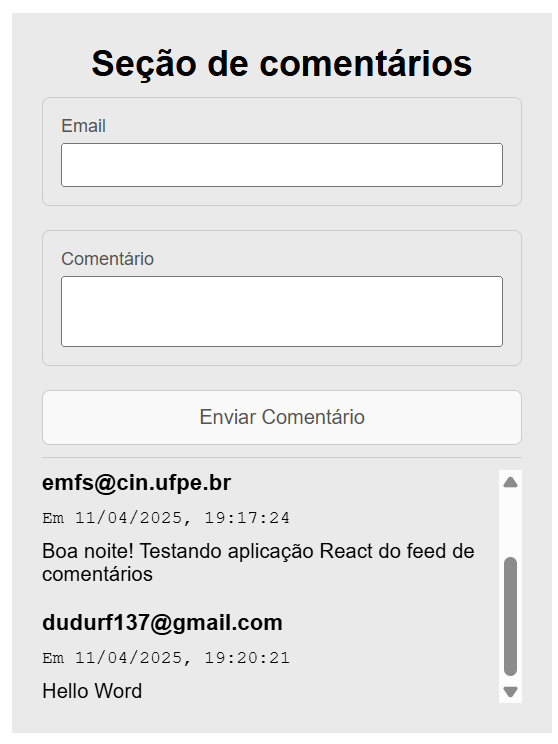 Seção de comentários
Email
Comentário
Enviar Comentário
emfs@cin.ufpe.br
Em 11/04/2025, 19:17:24
Boa noite! Testando aplicação React do feed de
comentários
dudurf137@gmail.com
Em 11/04/2025, 19:20:21
Hello Word